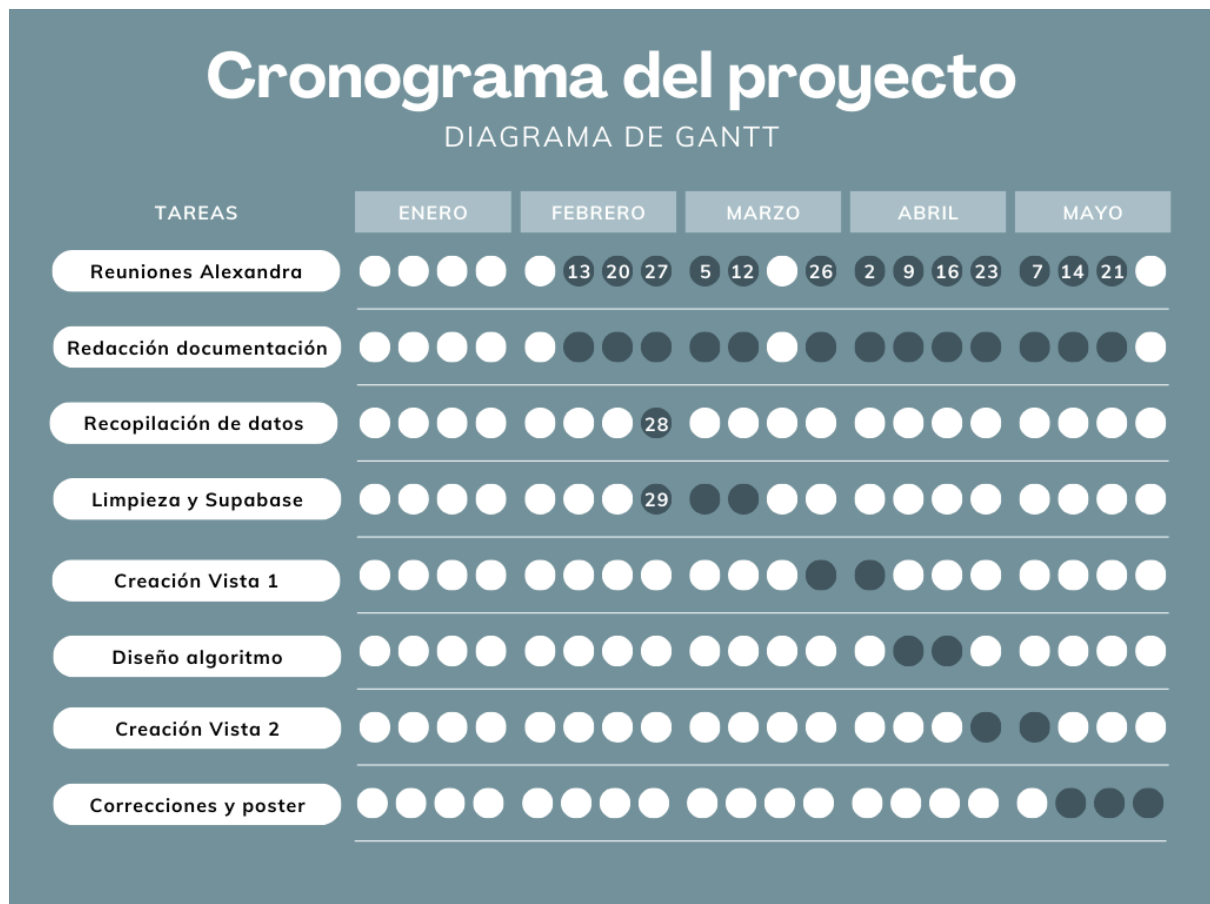 Cronograma del proyecto
DIAGRAMA DE GANTT
TAREAS ENERO FEBRERO MARZO ABRIL MAYO
Reuniones Alexandra 13 20 27 5 12 26 2 9 16 23 7 14 21
Redacción documentación
Recopilación de datos 28
Limpieza y Supabase 29
Creación Vista 1
Diseño algoritmo
Creación Vista 2
Correcciones y poster